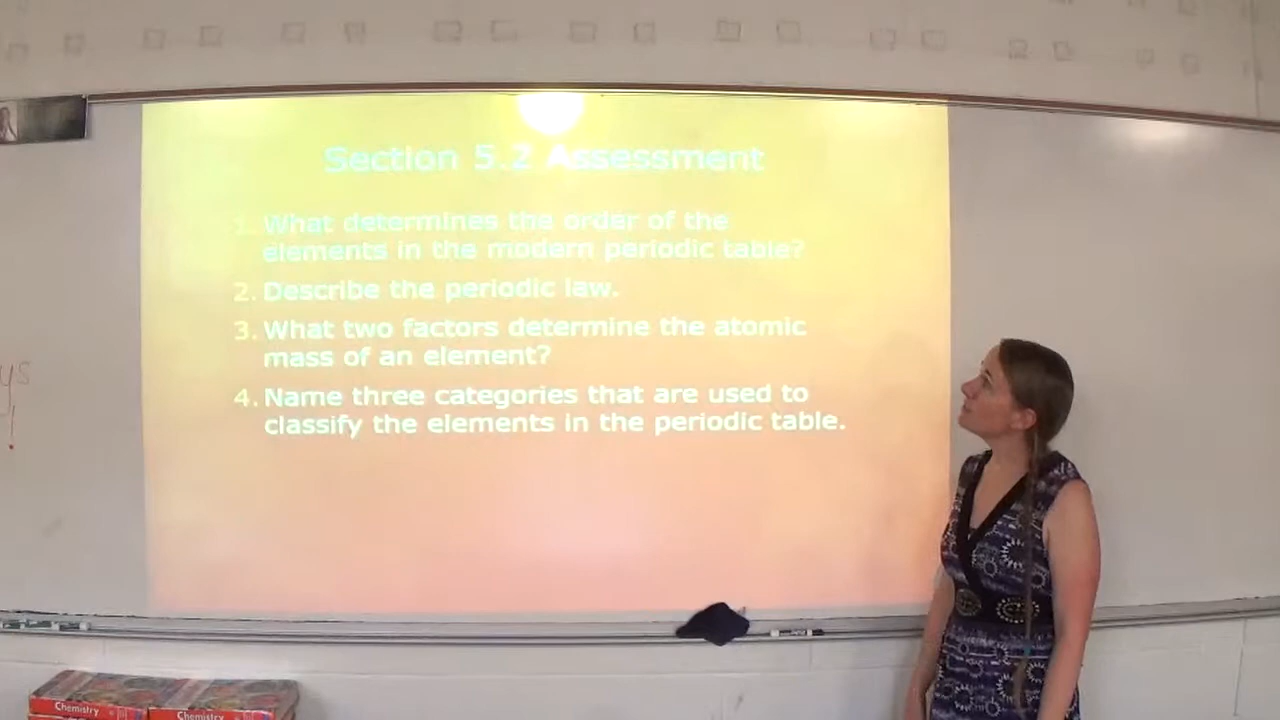 Section 5.2 Assessment
1. What determines the order of the
elements in the modern periodic table?
2. Describe the periodic law.
3. What two factors determine the atomic
mass of an element?
4. Name three categories that are used to
classify the elements in the periodic table.
ys
!
Chemistry
Chemistry